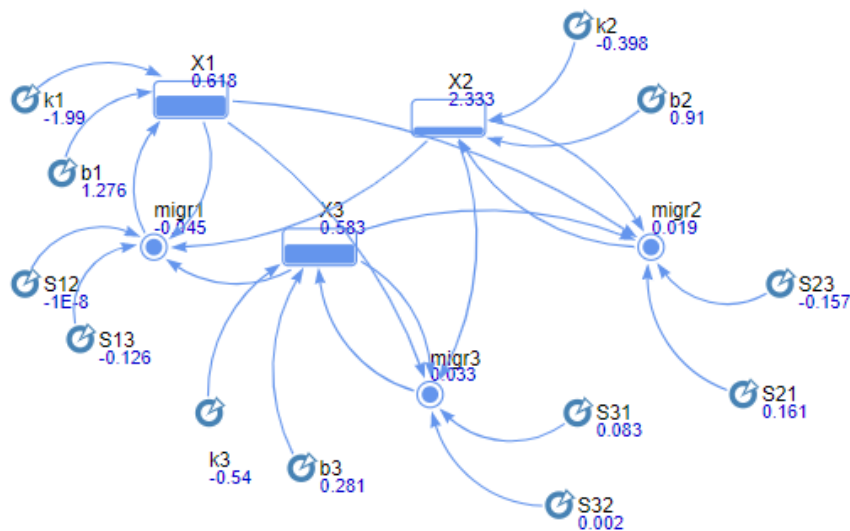 k2
-0.398
X1
0.618
X2
2.333
k1
-1.99
b2
0.91
b1
1.276
migr1
-0.045
X3
0.583
migr2
0.019
S12
-1E-8
S23
-0.157
S13
-0.126
migr3
0.033
S21
0.161
S31
0.083
k3
-0.54
b3
0.281
S32
0.002